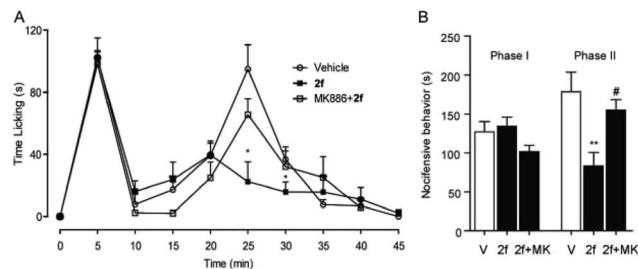 A
120
80
40
0
Time Licking (s)
Vehicle
2f
MK886+2f
*
*
0 5 10 15 20 25 30 35 40 45
Time (min)
B
Phase I Phase II
250
200
150
100
50
0
Nocifensive behavior (s)
#
**
V 2f 2f+MK V 2f 2f+MK